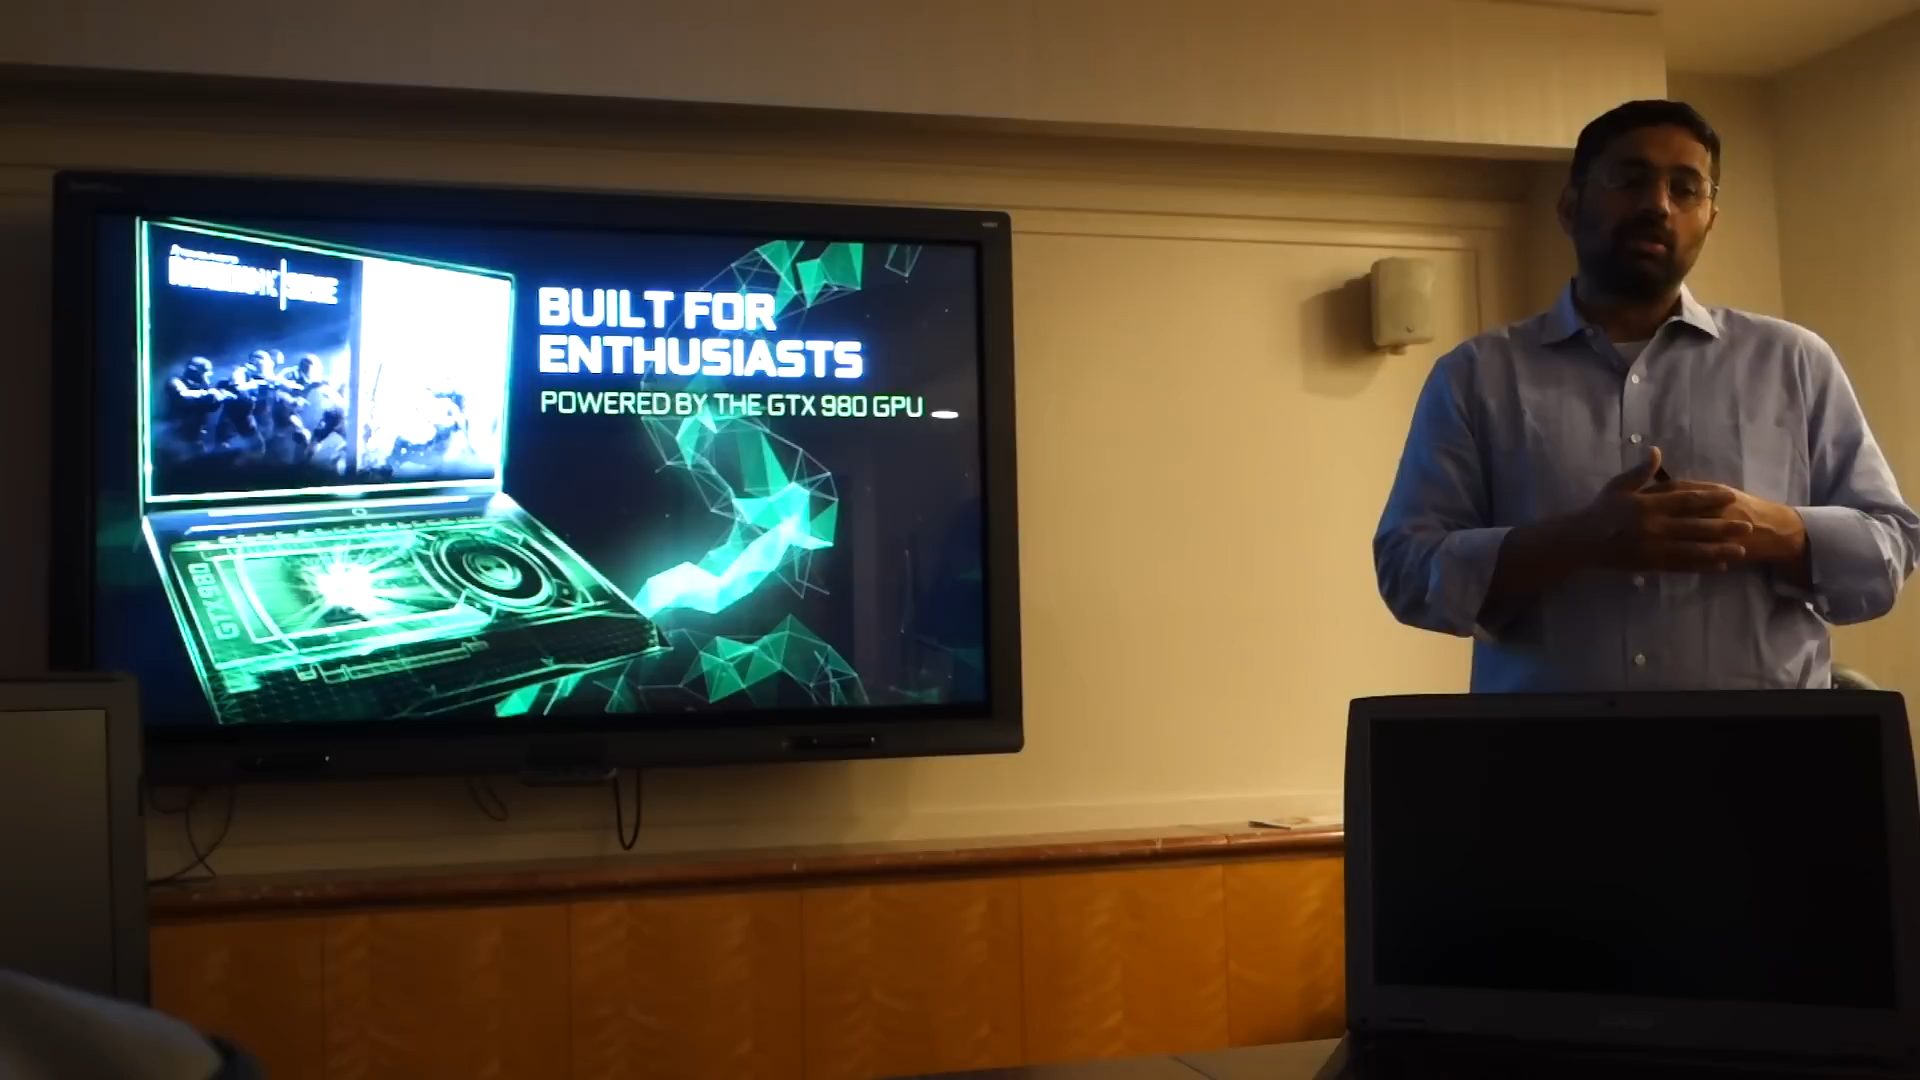 BUILT FOR
ENTHUSIASTS
POWERED BY THE GTX 980 GPU
GTX 980